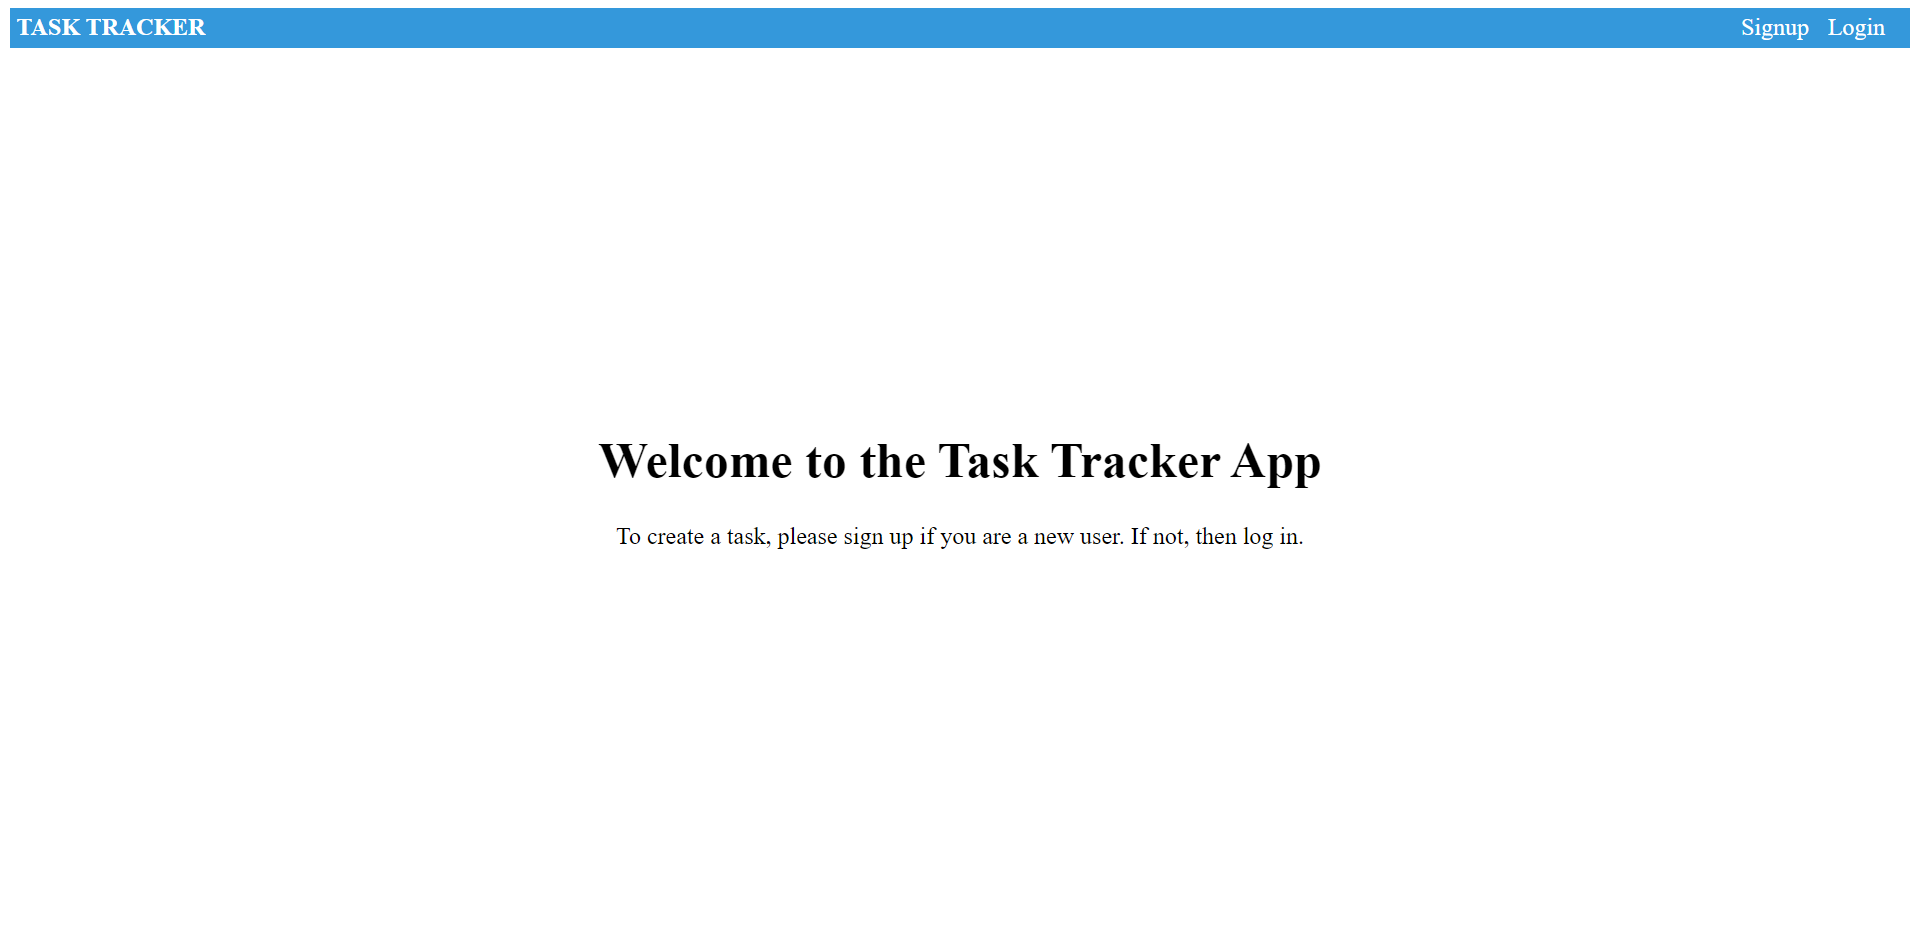 TASK TRACKER
Signup Login
Welcome to the Task Tracker App
To create a task, please sign up if you are a new user. If not, then log in.